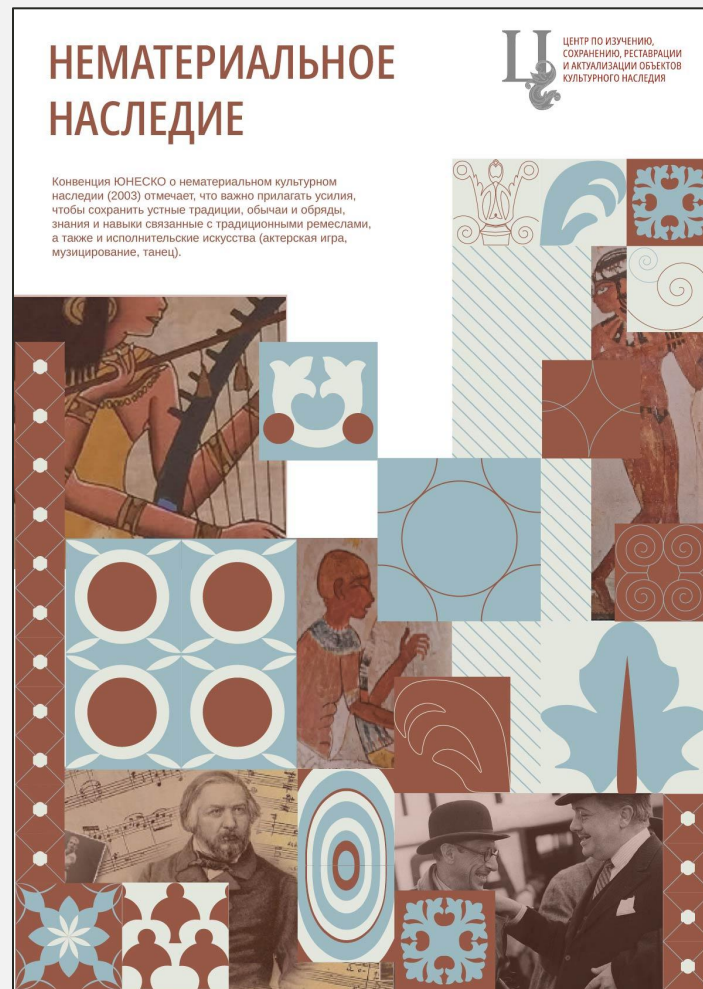 НЕМАТЕРИАЛЬНОЕ
НАСЛЕДИЕ
Ц
ЦЕНТР ПО ИЗУЧЕНИЮ,
СОХРАНЕНИЮ, РЕСТАВРАЦИИ
И АКТУАЛИЗАЦИИ ОБЪЕКТОВ
КУЛЬТУРНОГО НАСЛЕДИЯ
Конвенция ЮНЕСКО о нематериальном культурном
наследии (2003) отмечает, что важно прилагать усилия,
чтобы сохранить устные традиции, обычаи и обряды,
знания и навыки связанные с традиционными ремеслами,
а также и исполнительские искусства (актерская игра,
музицирование, танец).